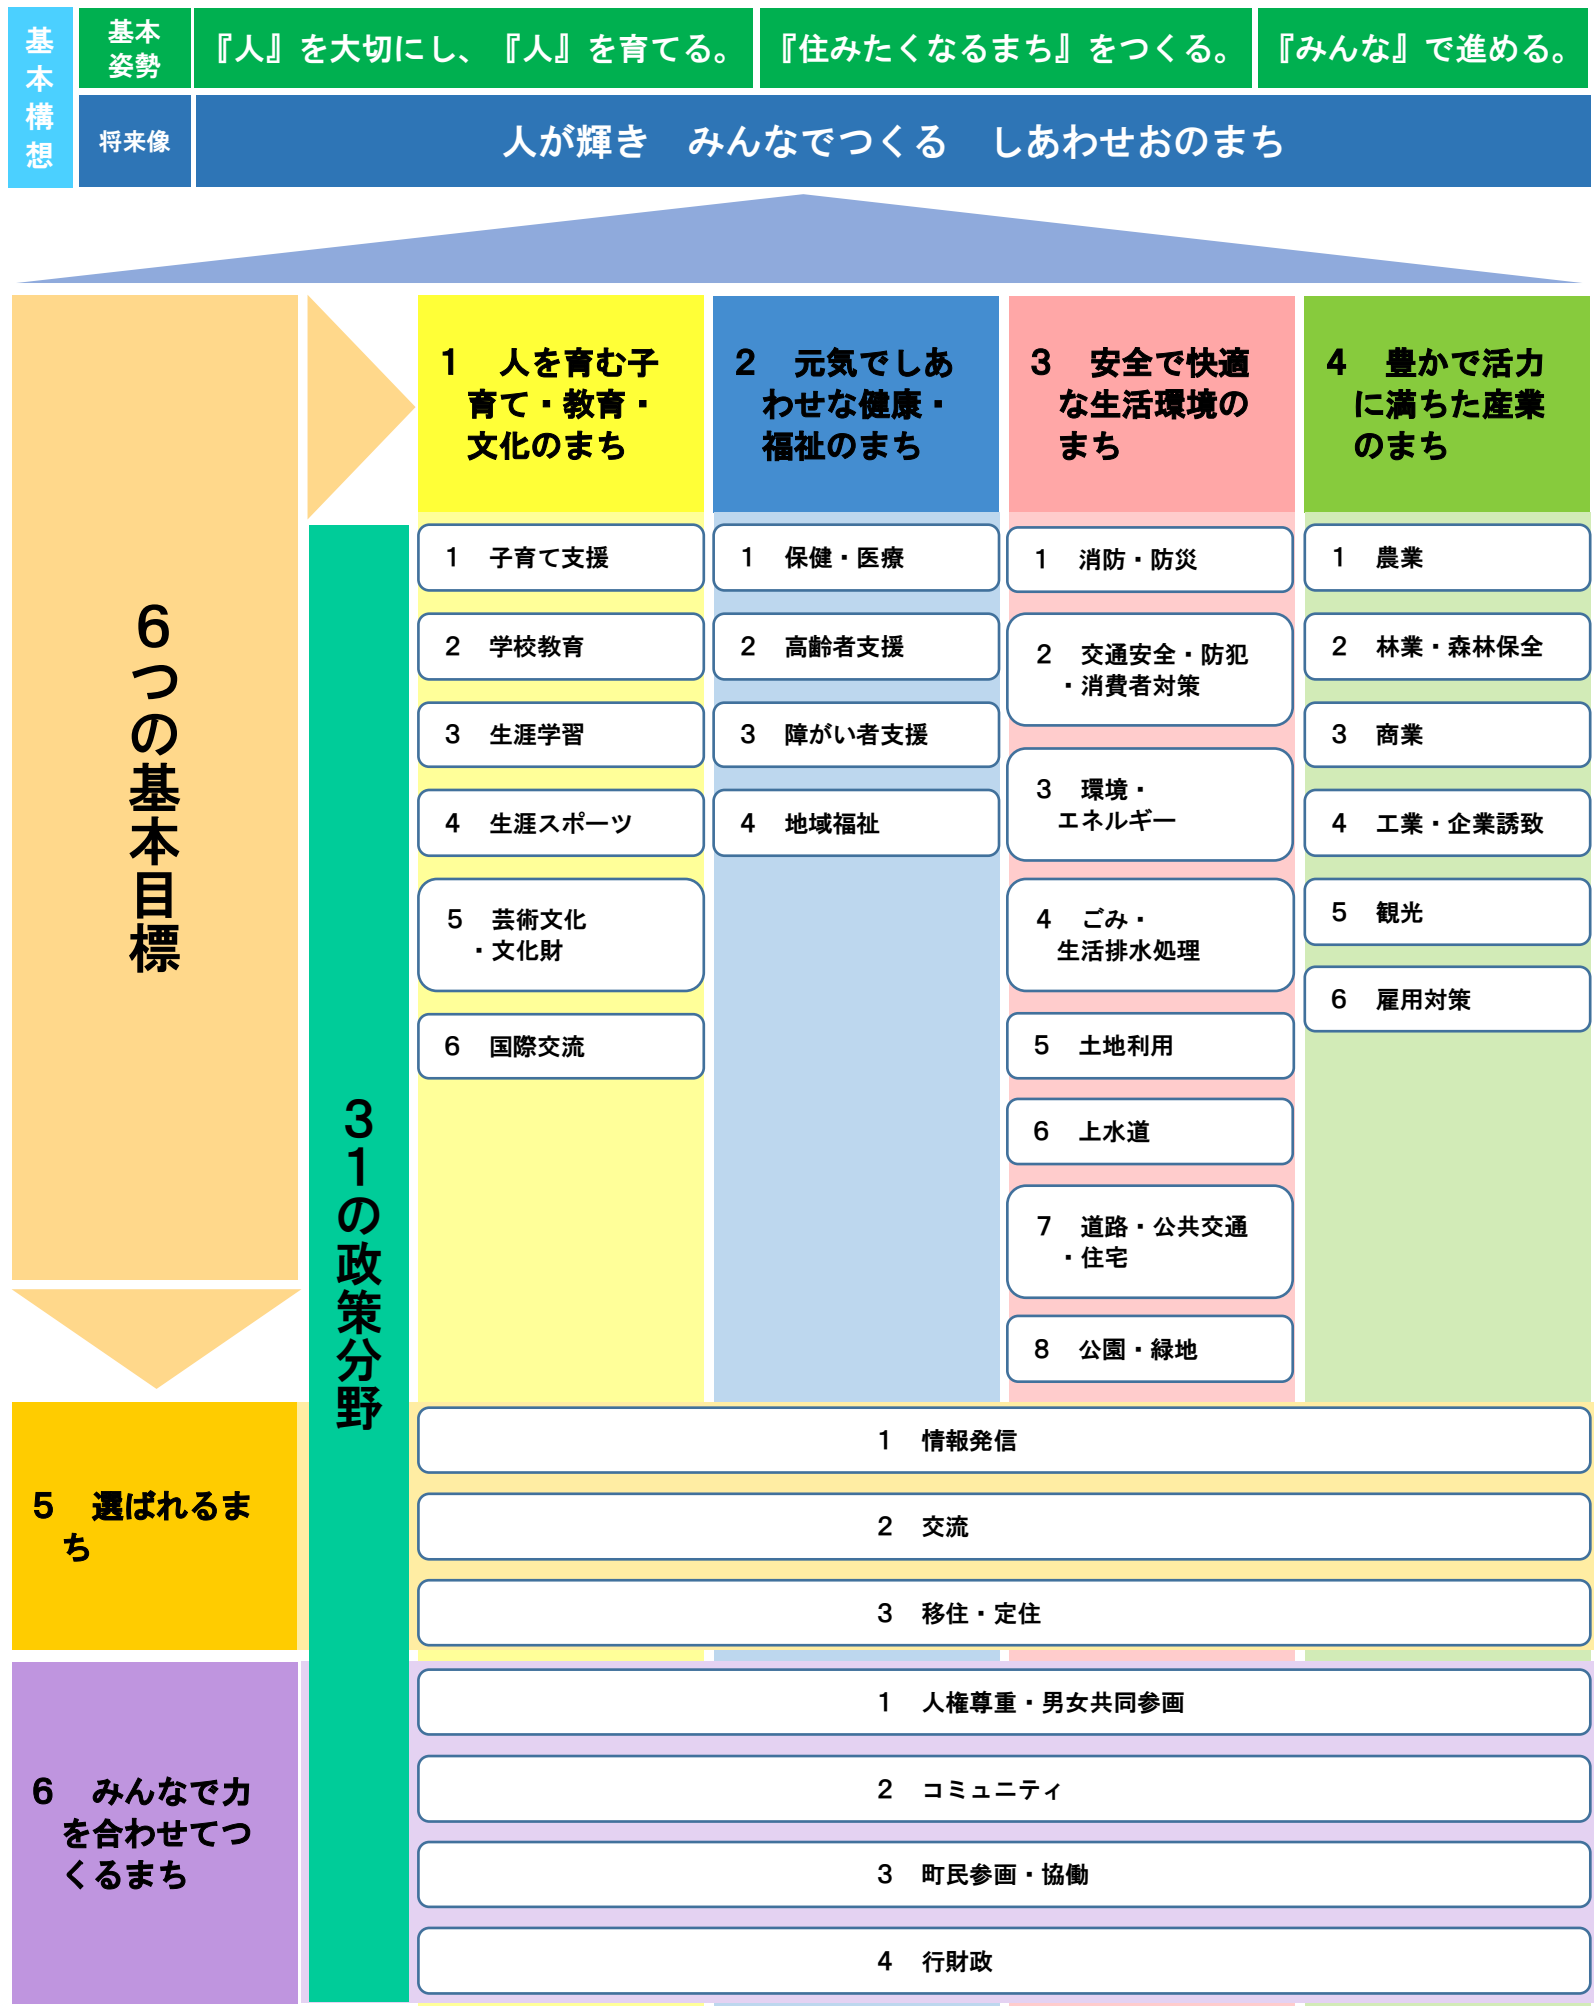 基本構想
基本
姿勢
『人』を大切にし、『人』を育てる。
『住みたくなるまち』をつくる。
『みんな』で進める。
将来像
人が輝き　みんなでつくる　しあわせおのまち
6つの基本目標
1　人を育む子
育て・教育・
文化のまち
2　元気でしあ
わせな健康・
福祉のまち
3　安全で快適
な生活環境の
まち
4　豊かで活力
に満ちた産業
のまち
31の政策分野
1　子育て支援
2　学校教育
3　生涯学習
4　生涯スポーツ
5　芸術文化
・文化財
6　国際交流
1　保健・医療
2　高齢者支援
3　障がい者支援
4　地域福祉
1　消防・防災
2　交通安全・防犯
・消費者対策
3　環境・
エネルギー
4　ごみ・
生活排水処理
5　土地利用
6　上水道
7　道路・公共交通
・住宅
8　公園・緑地
1　農業
2　林業・森林保全
3　商業
4　工業・企業誘致
5　観光
6　雇用対策
5　選ばれるま
ち
1　情報発信
2　交流
3　移住・定住
6　みんなで力
を合わせてつ
くるまち
1　人権尊重・男女共同参画
2　コミュニティ
3　町民参画・協働
4　行財政